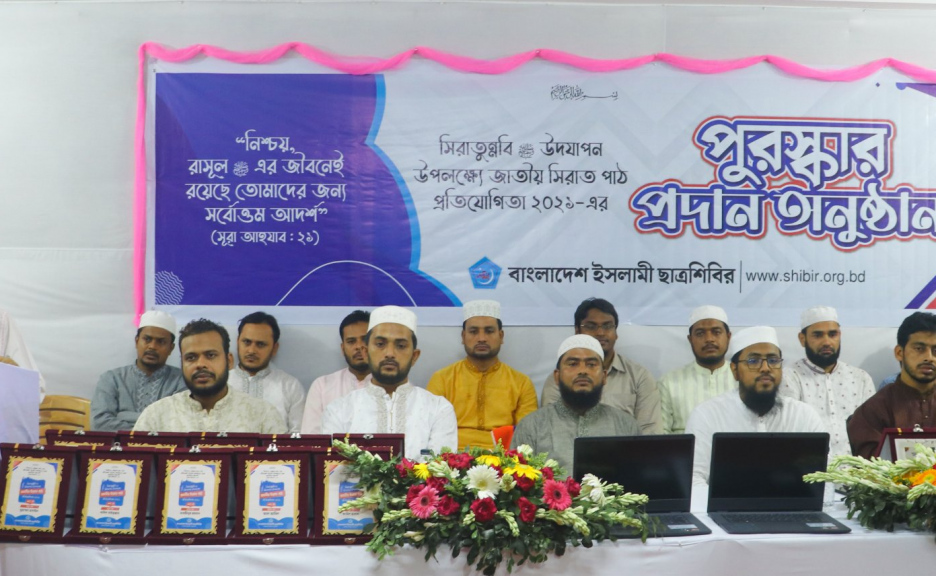 “নিশ্চয়,
রাসূল ﷺ এর জীবনেই
রয়েছে তোমাদের জন্য
সর্বোত্তম আদর্শ”
(সূরা আহযাব : ২১)
﷽
সিরাতুন্নবি ﷺ উদযাপন
উপলক্ষ্যে জাতীয় সিরাত পাঠ
প্রতিযোগিতা ২০২১-এর
পুরস্কার
প্রদান অনুষ্ঠান
বাংলাদেশ ইসলামী ছাত্রশিবির | www.shibir.org.bd